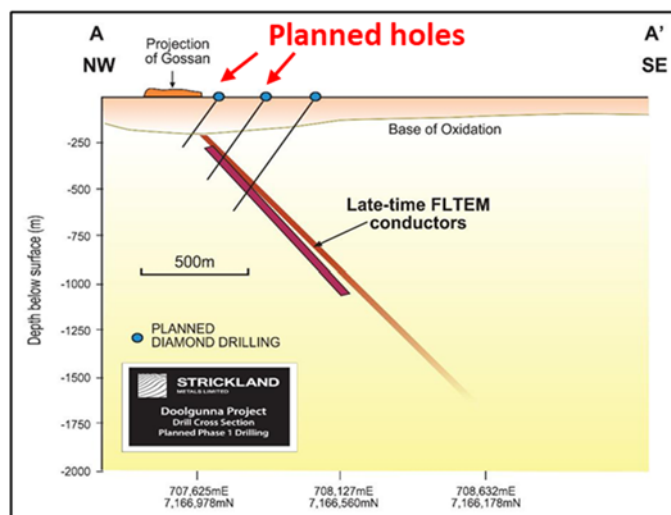 A
NW
Projection
of Gossan
Planned holes
A'
SE
Base of Oxidation
-250
-500
-750
-1000
-1250
-1500
-1750
-2000
Depth below surface (m)
Late-time FLTEM
conductors
500m
PLANNED
DIAMOND DRILLING
STRICKLAND
METALS LIMITED
Doolgunna Project
Drill Cross Section
Planned Phase 1 Drilling
707,625mE
7,166,978mN
708,127mE
7,166,560mN
708,632mE
7,166,178mN